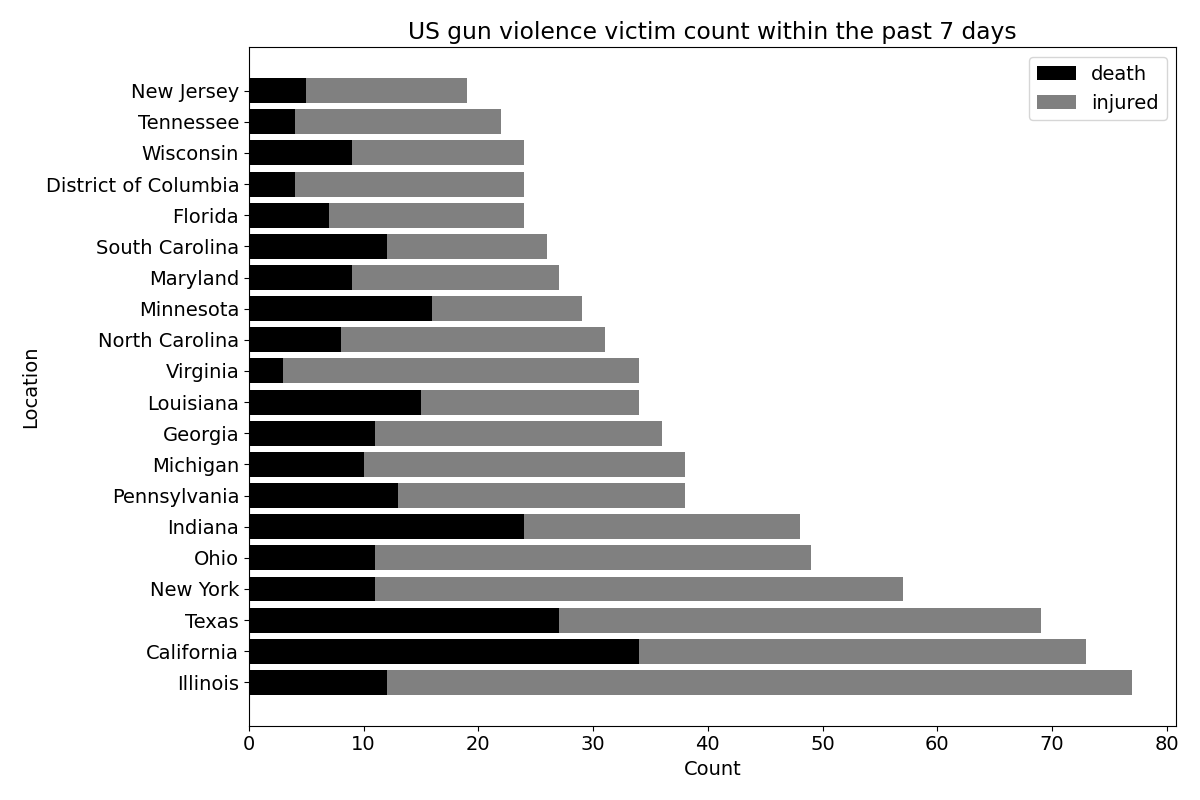 US gun violence victim count within the past 7 days
death
injured
New Jersey
Tennessee
Wisconsin
District of Columbia
Florida
South Carolina
Maryland
Minnesota
North Carolina
Virginia
Louisiana
Georgia
Michigan
Pennsylvania
Indiana
Ohio
New York
Texas
California
Illinois
Location
0 10 20 30 40 50 60 70 80
Count